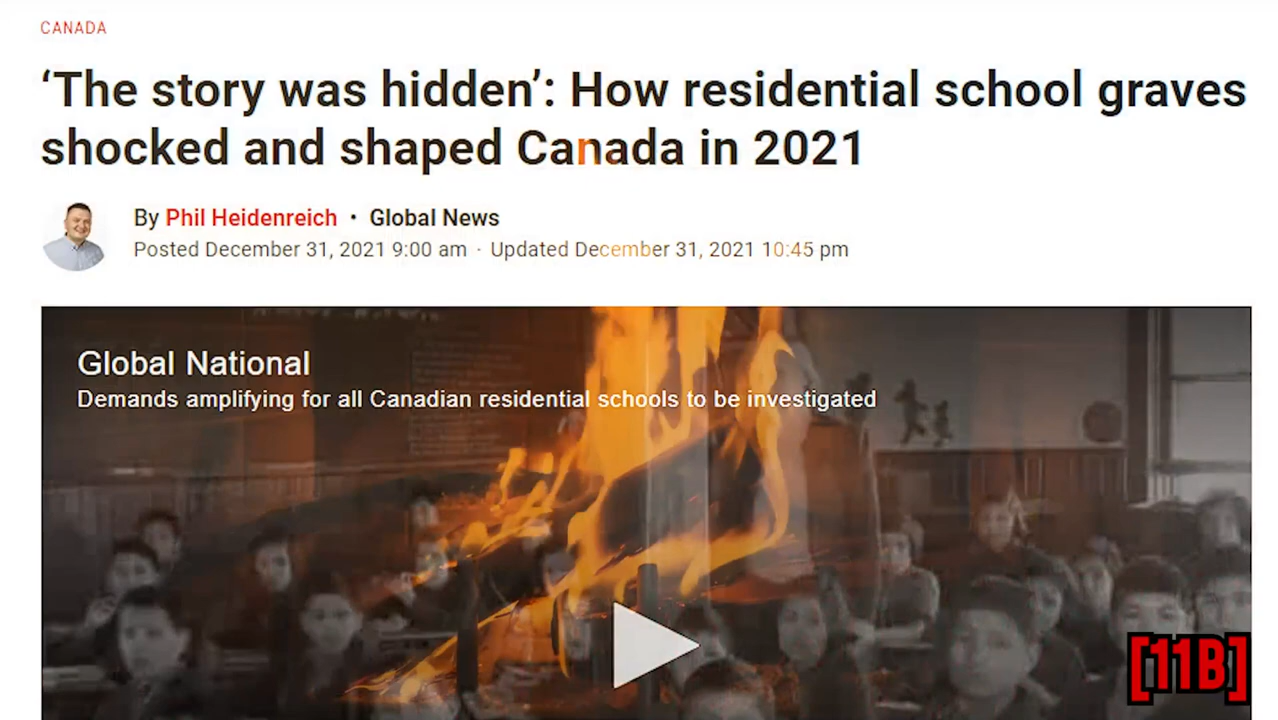 CANADA
‘The story was hidden’: How residential school graves
shocked and shaped Canada in 2021
By Phil Heidenreich • Global News
Posted December 31, 2021 9:00 am · Updated December 31, 2021 10:45 pm
Global National
Demands amplifying for all Canadian residential schools to be investigated
[11B]